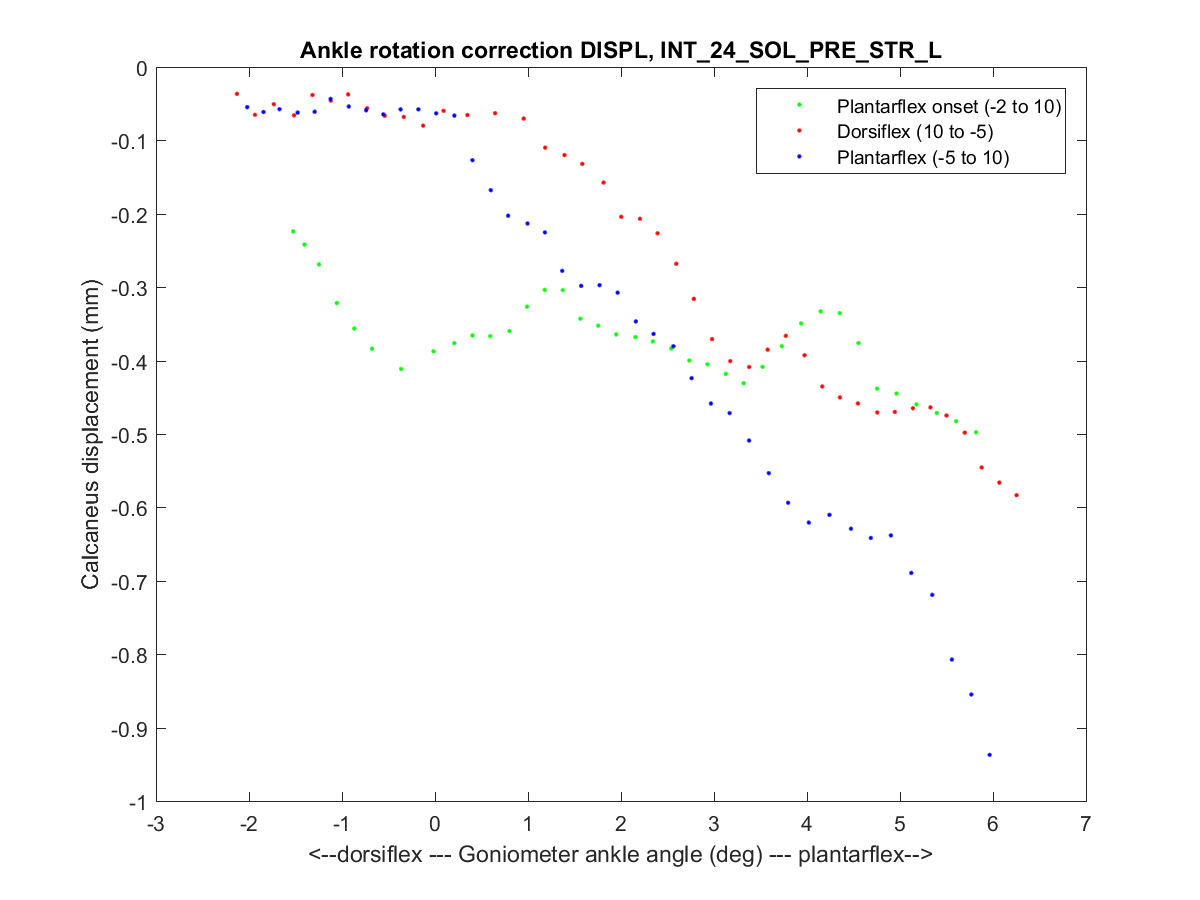 Ankle rotation correction DISPL, INT_24_SOL_PRE_STR_L
Plantarflex onset (-2 to 10)
Dorsiflex (10 to -5)
Plantarflex (-5 to 10)
0
-0.1
-0.2
-0.3
-0.4
-0.5
-0.6
-0.7
-0.8
-0.9
-1
Calcaneus displacement (mm)
-3 -2 -1 0 1 2 3 4 5 6 7
<--dorsiflex --- Goniometer ankle angle (deg) --- plantarflex-->